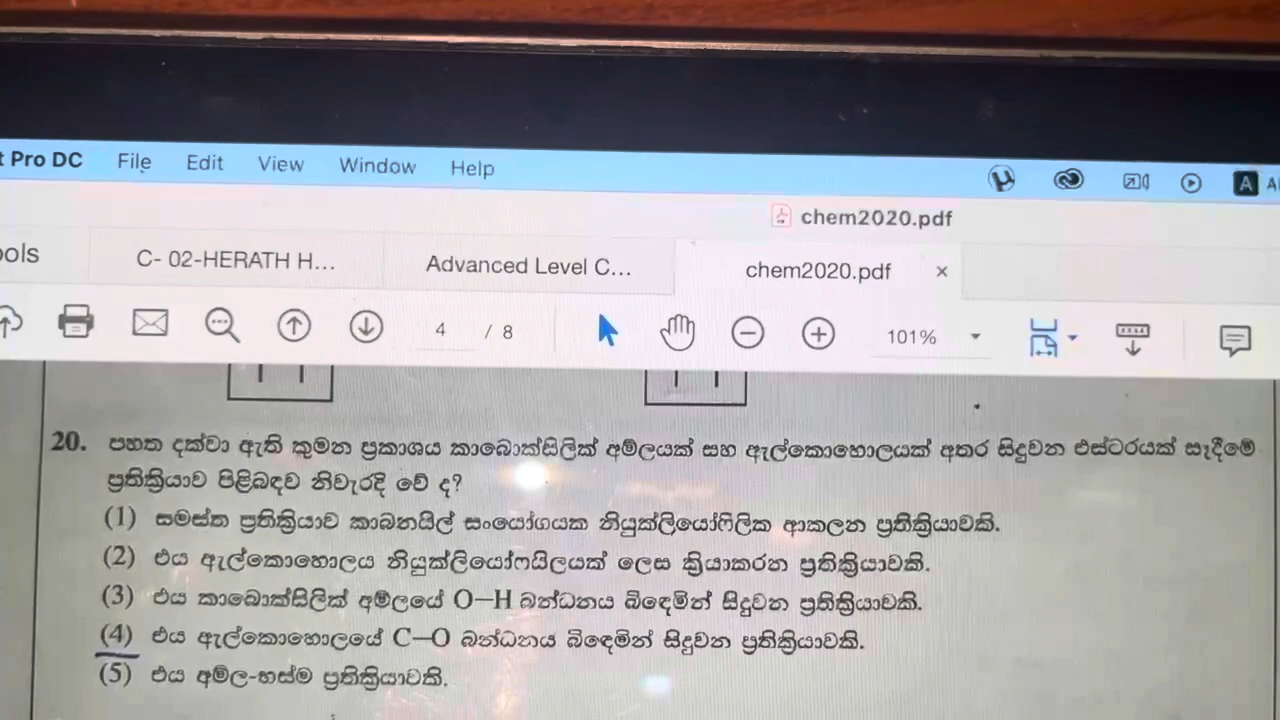 t Pro DC File Edit View Window Help
chem2020.pdf
ols C- 02-HERATH H... Advanced Level C... chem2020.pdf ×
4 / 8 101%
20. පහත දක්වා ඇති කුමන ප්‍රකාශය කාබොක්සිලික් අම්ලයක් සහ ඇල්කොහොලයක් අතර සිදුවන එස්ටරයක් සෑදීමේ
ප්‍රතික්‍රියාව පිළිබඳව නිවැරදි වේ ද?
(1) සමස්ත ප්‍රතික්‍රියාව කාබනයිල් සංයෝගයක නියුක්ලියෝෆිලික ආකලන ප්‍රතික්‍රියාවකි.
(2) එය ඇල්කොහොලය නියුක්ලියෝෆයිලයක් ලෙස ක්‍රියාකරන ප්‍රතික්‍රියාවකි.
(3) එය කාබොක්සිලික් අම්ලයේ O—H බන්ධනය බිඳෙමින් සිදුවන ප්‍රතික්‍රියාවකි.
(4) එය ඇල්කොහොලයේ C—O බන්ධනය බිඳෙමින් සිදුවන ප්‍රතික්‍රියාවකි.
(5) එය අම්ල-භස්ම ප්‍රතික්‍රියාවකි.